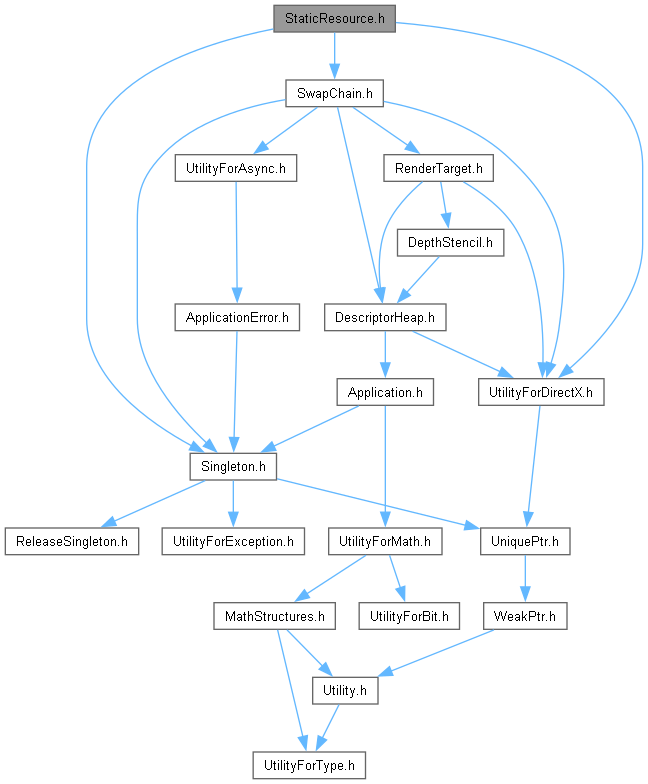 StaticResource.h
SwapChain.h
UtilityForAsync.h
RenderTarget.h
DepthStencil.h
ApplicationError.h
DescriptorHeap.h
Application.h
UtilityForDirectX.h
Singleton.h
ReleaseSingleton.h
UtilityForException.h
UtilityForMath.h
UniquePtr.h
MathStructures.h
UtilityForBit.h
WeakPtr.h
Utility.h
UtilityForType.h